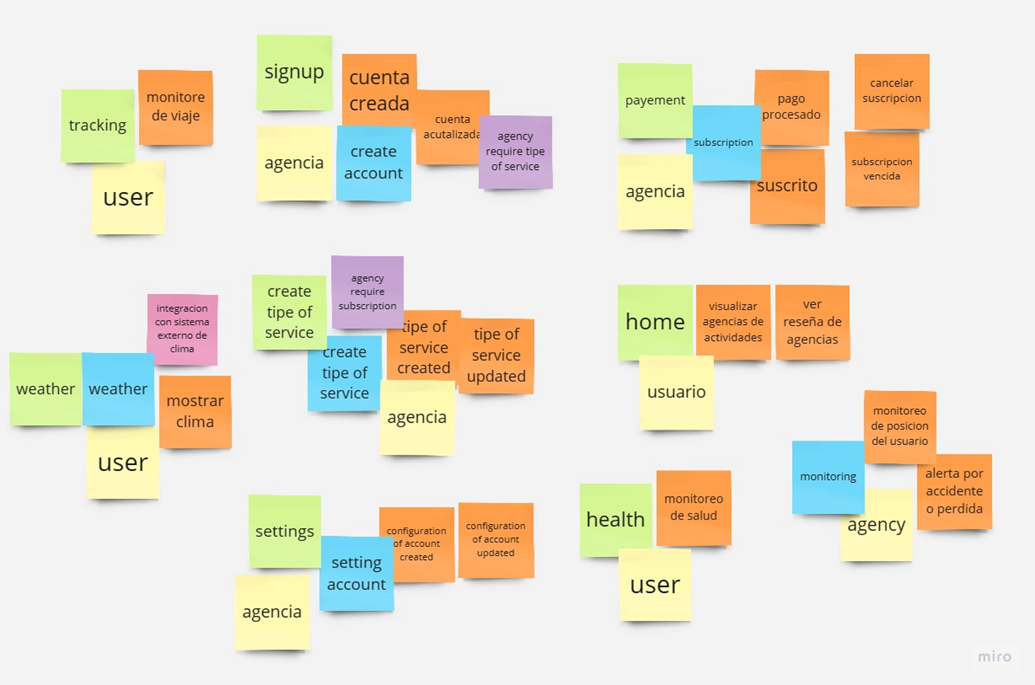 tracking
monitore
de viaje
user
signup
cuenta
creada
cuenta
acutalizada
agencia
create
account
agency
require tipe
of service
payement
subscription
pago
procesado
agencia
suscrito
cancelar
suscripcion
subscripcion
vencida
integracion
con sistema
externo de
clima
weather
weather
mostrar
clima
user
create
tipe of
service
agency
require
subscription
create
tipe of
service
tipe of
service
created
tipe of
service
updated
agencia
home
visualizar
agencias de
actividades
ver
reseña de
agencias
usuario
settings
setting
account
configuration
of account
created
configuration
of account
updated
agencia
health
monitoreo
de salud
user
monitoring
monitoreo
de posicion
del usuario
alerta por
accidente
o perdida
agency
miro